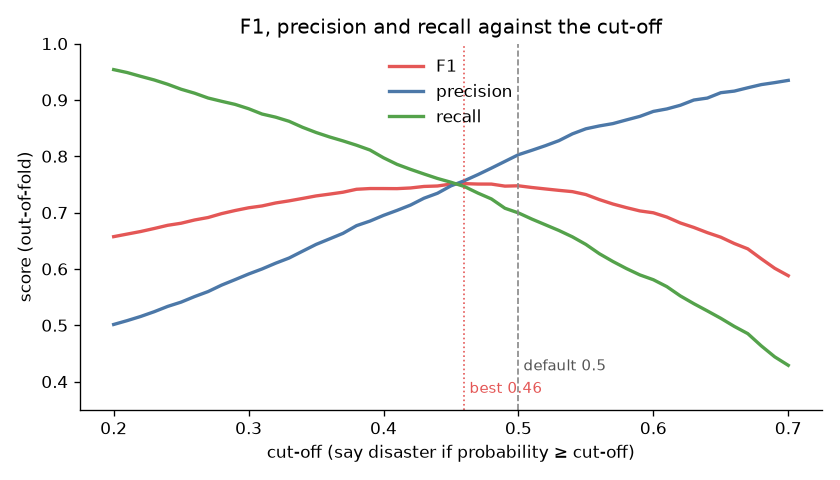 F1, precision and recall against the cut-off
F1
precision
recall
score (out-of-fold)
1.0
0.9
0.8
0.7
0.6
0.5
0.4
default 0.5
best 0.46
0.2 0.3 0.4 0.5 0.6 0.7
cut-off (say disaster if probability ≥ cut-off)